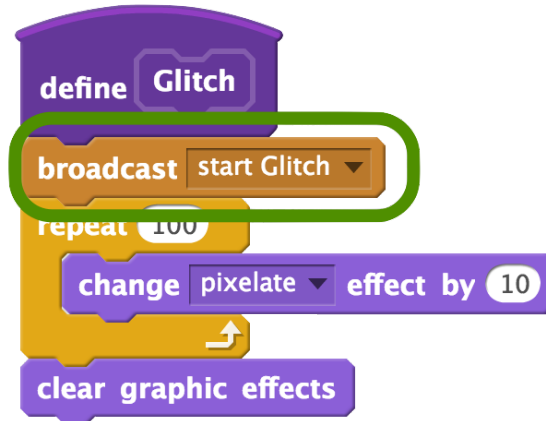 define Glitch
broadcast start Glitch
repeat 100
change pixelate effect by 10
clear graphic effects